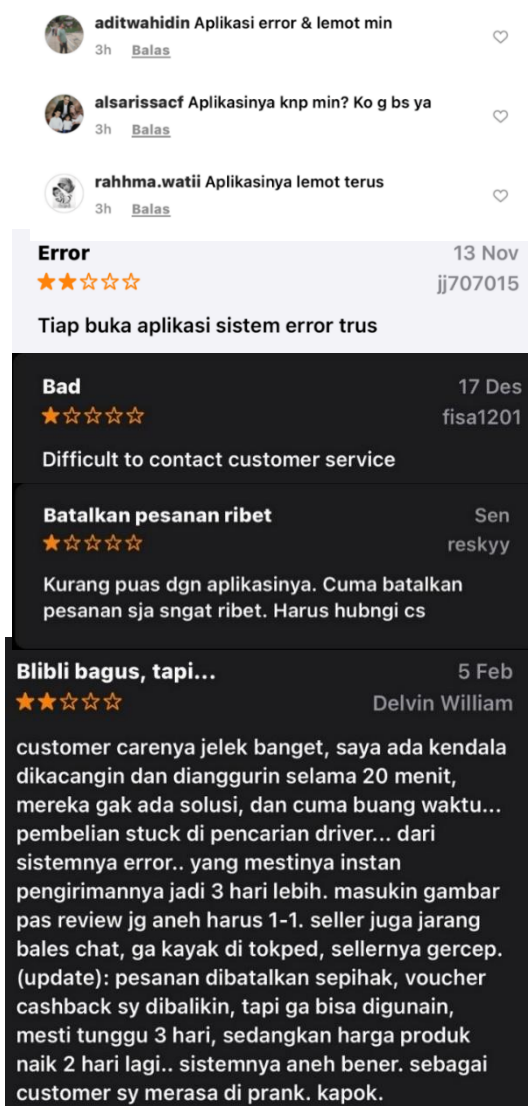 aditwahidin Aplikasi error & lemot min
3h Balas
alsarissacf Aplikasinya knp min? Ko g bs ya
3h Balas
rahhma.watii Aplikasinya lemot terus
3h Balas
Error 13 Nov
jj707015
Tiap buka aplikasi sistem error trus
Bad 17 Des
fisa1201
Difficult to contact customer service
Batalkan pesanan ribet Sen
reskyy
Kurang puas dgn aplikasinya. Cuma batalkan
pesanan sja sngat ribet. Harus hubngi cs
Blibli bagus, tapi... 5 Feb
Delvin William
customer carenya jelek banget, saya ada kendala
dikacangin dan dianggurin selama 20 menit,
mereka gak ada solusi, dan cuma buang waktu...
pembelian stuck di pencarian driver... dari
sistemnya error.. yang mestinya instan
pengirimannya jadi 3 hari lebih. masukin gambar
pas review jg aneh harus 1-1. seller juga jarang
bales chat, ga kayak di tokped, sellernya gercep.
(update): pesanan dibatalkan sepihak, voucher
cashback sy dibalikin, tapi ga bisa digunain,
mesti tunggu 3 hari, sedangkan harga produk
naik 2 hari lagi.. sistemnya aneh bener. sebagai
customer sy merasa di prank. kapok.